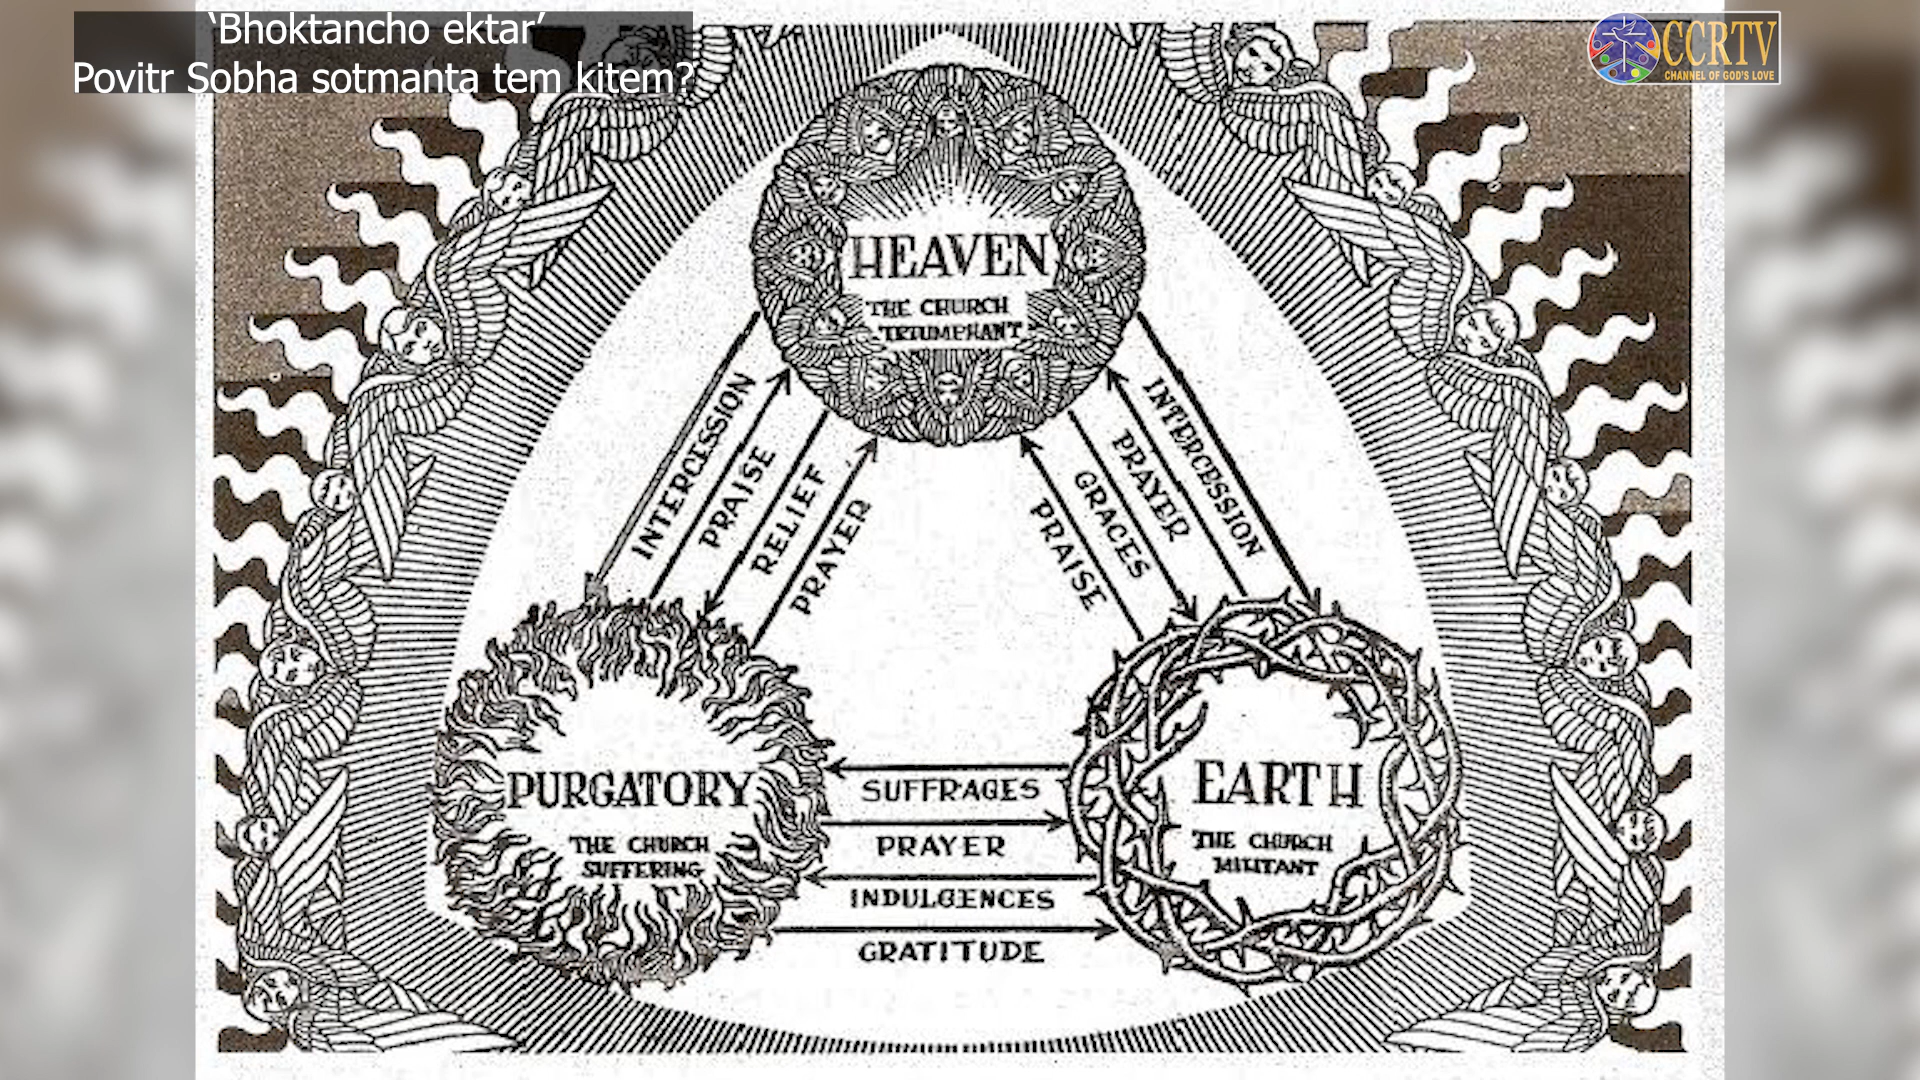 ‘Bhoktancho ektar’
Povitr Sobha sotmanta tem kitem?
CCRTV
CHANNEL OF GOD'S LOVE
HEAVEN
THE CHURCH
TRIUMPHANT
INTERCESSION
PRAISE
RELIEF
PRAYER
PRAISE
GRACES
PRAYER
INTERCESSION
PURGATORY
THE CHURCH
SUFFERING
SUFFRAGES
PRAYER
INDULGENCES
GRATITUDE
EARTH
THE CHURCH
MILITANT